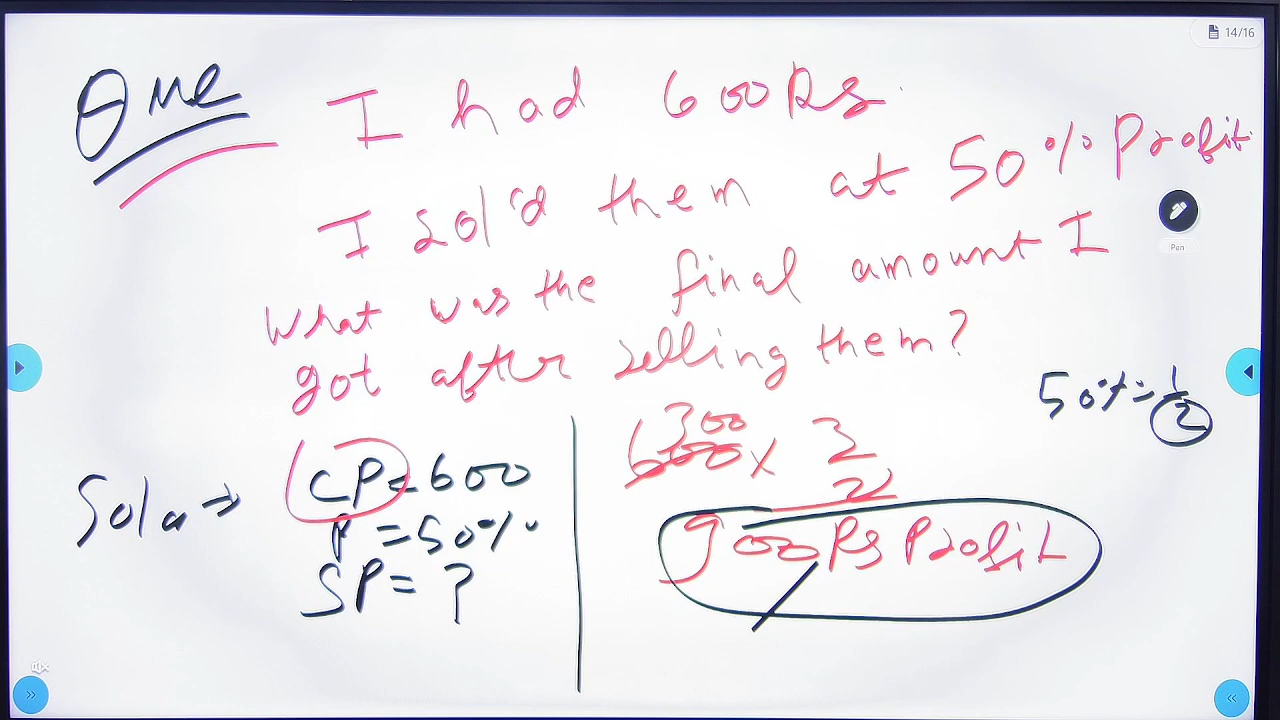 14/16
Que
I had 600Rs.
I sold them at 50% Profit.
Pen
What was the final amount I
got after selling them?
50% = 1/2
Soln → CP = 600
P = 50%
SP = ?
300
600 x 3/2
900 Rs Profit